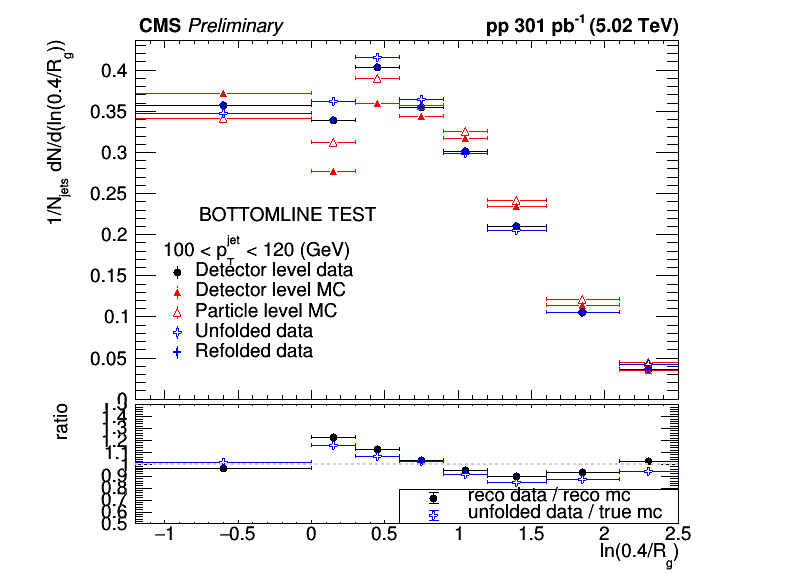 CMS Preliminary pp 301 pb⁻¹ (5.02 TeV)
1/N_jets dN/d(ln(0.4/R_g))
0.4
0.35
0.3
0.25
0.2
0.15
0.1
0.05
0
BOTTOMLINE TEST
100 < p_T^jet < 120 (GeV)
Detector level data
Detector level MC
Particle level MC
Unfolded data
Refolded data
ratio
1.5
1.4
1.3
1.2
1.1
1
0.9
0.8
0.7
0.6
0.5
reco data / reco mc
unfolded data / true mc
−1 −0.5 0 0.5 1 1.5 2 2.5
ln(0.4/R_g)